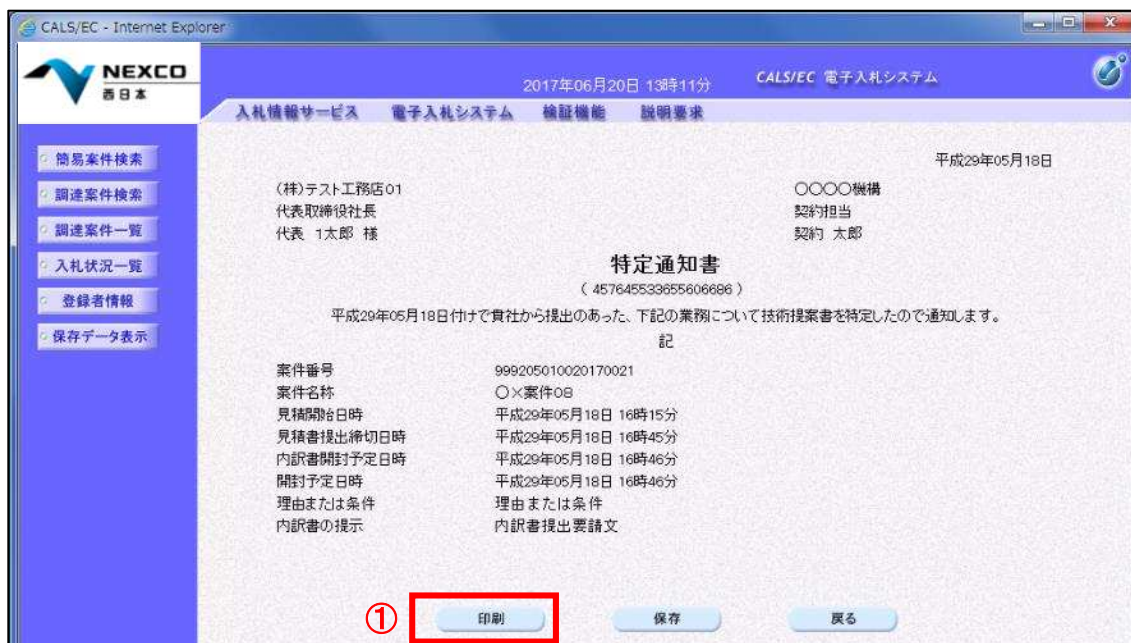 CALS/EC - Internet Explorer
NEXCO
西日本
2017年06月20日 13時11分
CALS/EC 電子入札システム
入札情報サービス 電子入札システム 検証機能 説明要求
簡易案件検索
調達案件検索
調達案件一覧
入札状況一覧
登録者情報
保存データ表示
平成29年05月18日
(株)テスト工務店01
〇〇〇〇機構
代表取締役社長
契約担当
代表 1太郎 様
契約 太郎
特定通知書
( 457645533655606686 )
平成29年05月18日付けで貴社から提出のあった、下記の業務について技術提案書を特定したので通知します。
記
案件番号 999205010020170021
案件名称 〇×案件08
見積開始日時 平成29年05月18日 16時15分
見積書提出締切日時 平成29年05月18日 16時45分
内訳書開封予定日時 平成29年05月18日 16時46分
開封予定日時 平成29年05月18日 16時46分
理由または条件 理由または条件
内訳書の提示 内訳書提出要請文
① 印刷 保存 戻る